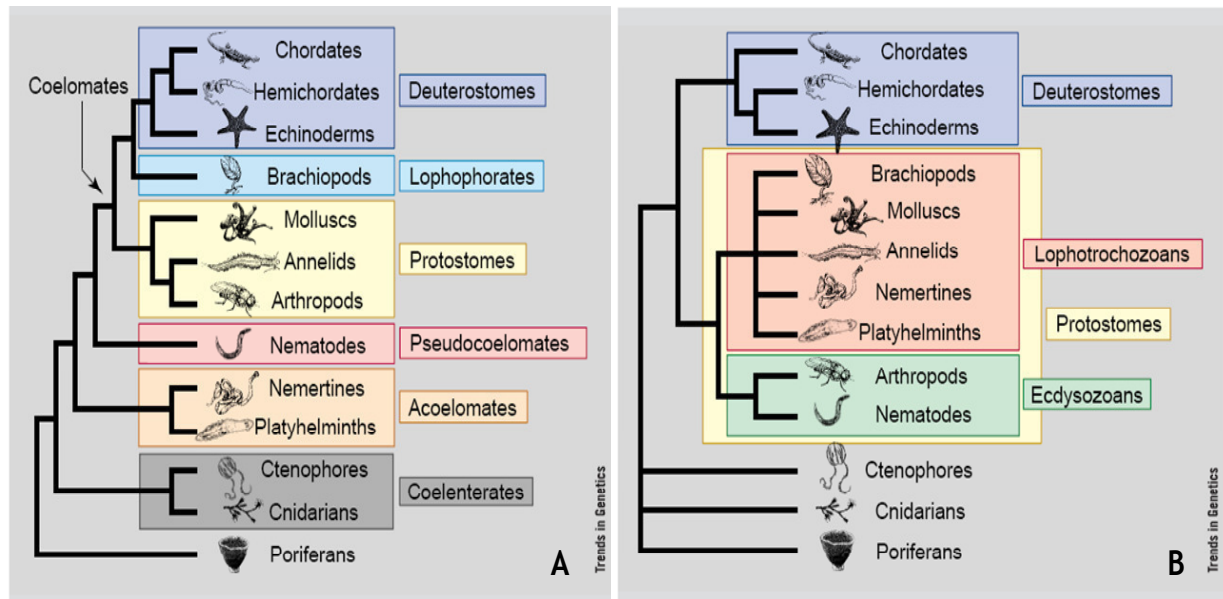 Coelomates
Chordates
Hemichordates
Echinoderms
Deuterostomes
Brachiopods
Lophophorates
Molluscs
Annelids
Arthropods
Protostomes
Nematodes
Pseudocoelomates
Nemertines
Platyhelminths
Acoelomates
Ctenophores
Cnidarians
Coelenterates
Poriferans
A
Trends in Genetics
Chordates
Hemichordates
Echinoderms
Deuterostomes
Brachiopods
Molluscs
Annelids
Nemertines
Platyhelminths
Lophotrochozoans
Protostomes
Arthropods
Nematodes
Ecdysozoans
Ctenophores
Cnidarians
Poriferans
B
Trends in Genetics